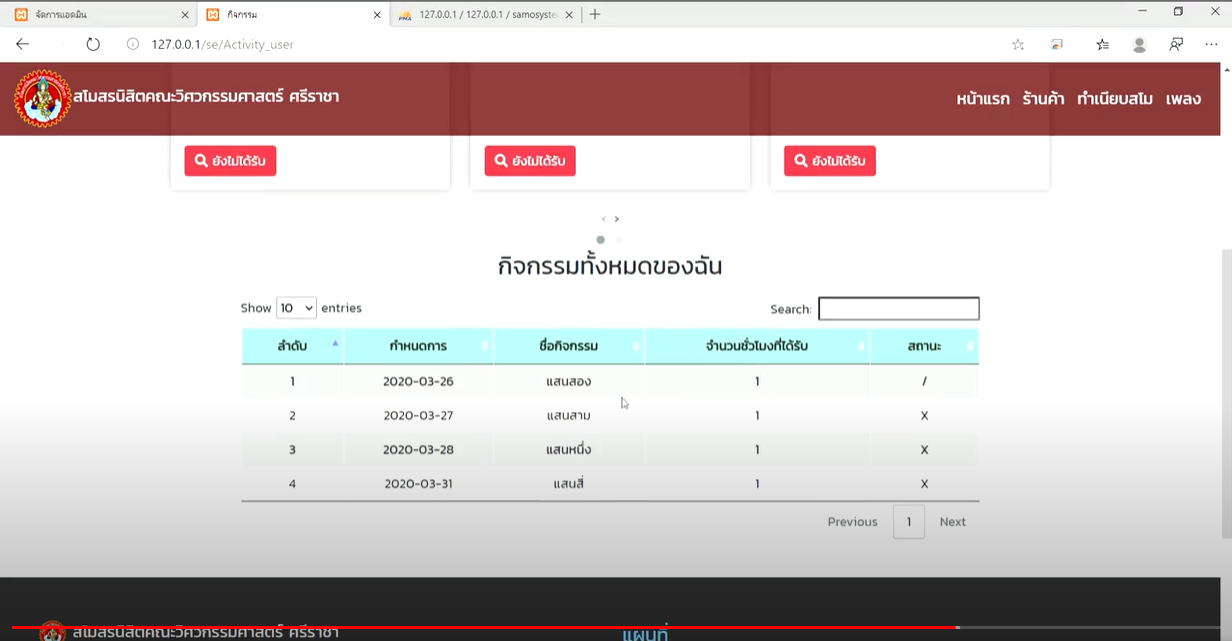 จัดการแอดมิน
กิจกรรม
127.0.0.1 / 127.0.0.1 / samosyste
127.0.0.1/se/Activity_user
สโมสรนิสิตคณะวิศวกรรมศาสตร์ ศรีราชา
หน้าแรก ร้านค้า ทำเนียบสโม เพลง
ยังไม่ได้รับ ยังไม่ได้รับ ยังไม่ได้รับ
กิจกรรมทั้งหมดของฉัน
Show 10 entries Search:
ลำดับ กำหนดการ ชื่อกิจกรรม จำนวนชั่วโมงที่ได้รับ สถานะ
1 2020-03-26 แสนสอง 1 /
2 2020-03-27 แสนสาม 1 X
3 2020-03-28 แสนหนึ่ง 1 X
4 2020-03-31 แสนสี่ 1 X
Previous 1 Next
สโมสรนิสิตคณะวิศวกรรมศาสตร์ ศรีราชา
แผนที่